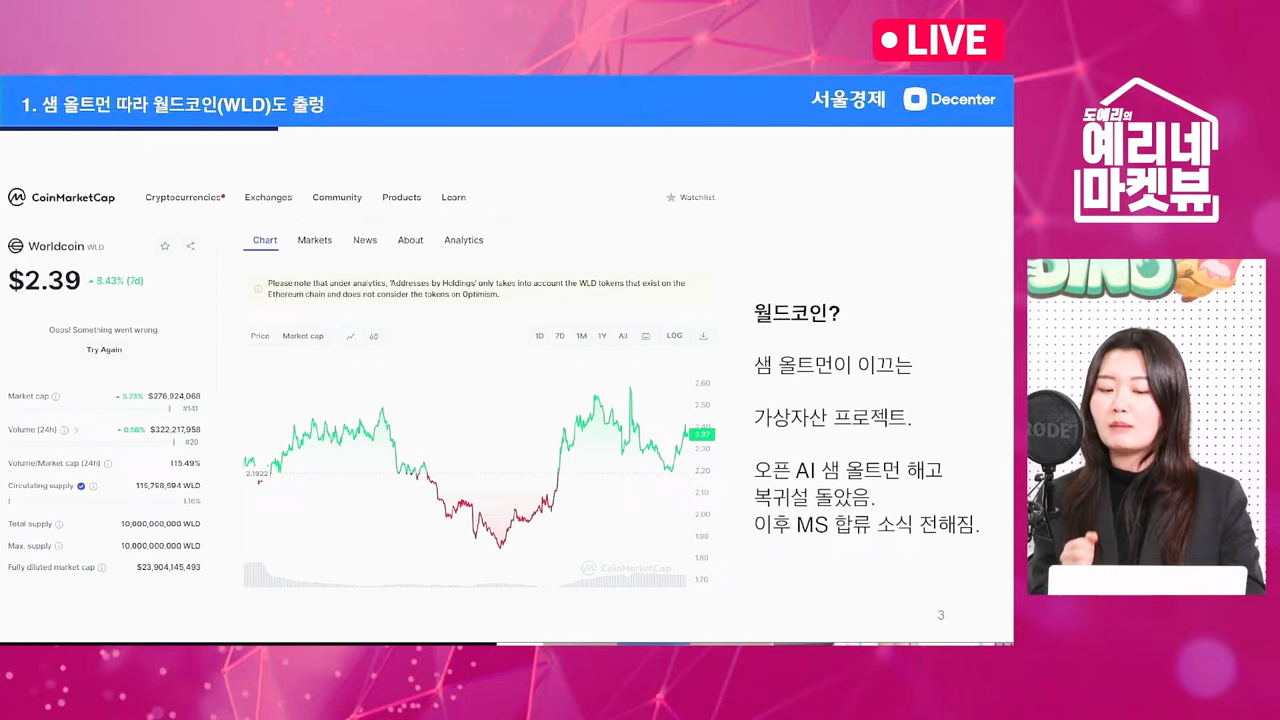 LIVE
1. 샘 올트먼 따라 월드코인(WLD)도 출렁
서울경제 Decenter
도예리의
예리네
마켓뷰
CoinMarketCap Cryptocurrencies Exchanges Community Products Learn Watchlist
Worldcoin WLD
Chart Markets News About Analytics
$2.39 8.43% (7d)
Please note that under analytics, 'Addresses by Holdings' only takes into account the WLD tokens that exist on the
Ethereum chain and does not consider the tokens on Optimism.
Oops! Something went wrong.
Try Again
Price Market cap 1D 7D 1M 1Y All LOG
Market cap 5.73% $276,924,068
#141
Volume (24h) 0.56% $322,217,958
#20
Volume/Market cap (24h) 115.49%
Circulating supply 115,798,594 WLD
1.16%
Total supply 10,000,000,000 WLD
Max. supply 10,000,000,000 WLD
Fully diluted market cap $23,904,145,493
2.60
2.50
2.40
2.37
2.30
2.20
2.1922
2.10
2.00
1.90
1.80
1.70
CoinMarketCap
월드코인?
샘 올트먼이 이끄는
가상자산 프로젝트.
오픈 AI 샘 올트먼 해고
복귀설 돌았음.
이후 MS 합류 소식 전해짐.
3
RØDE